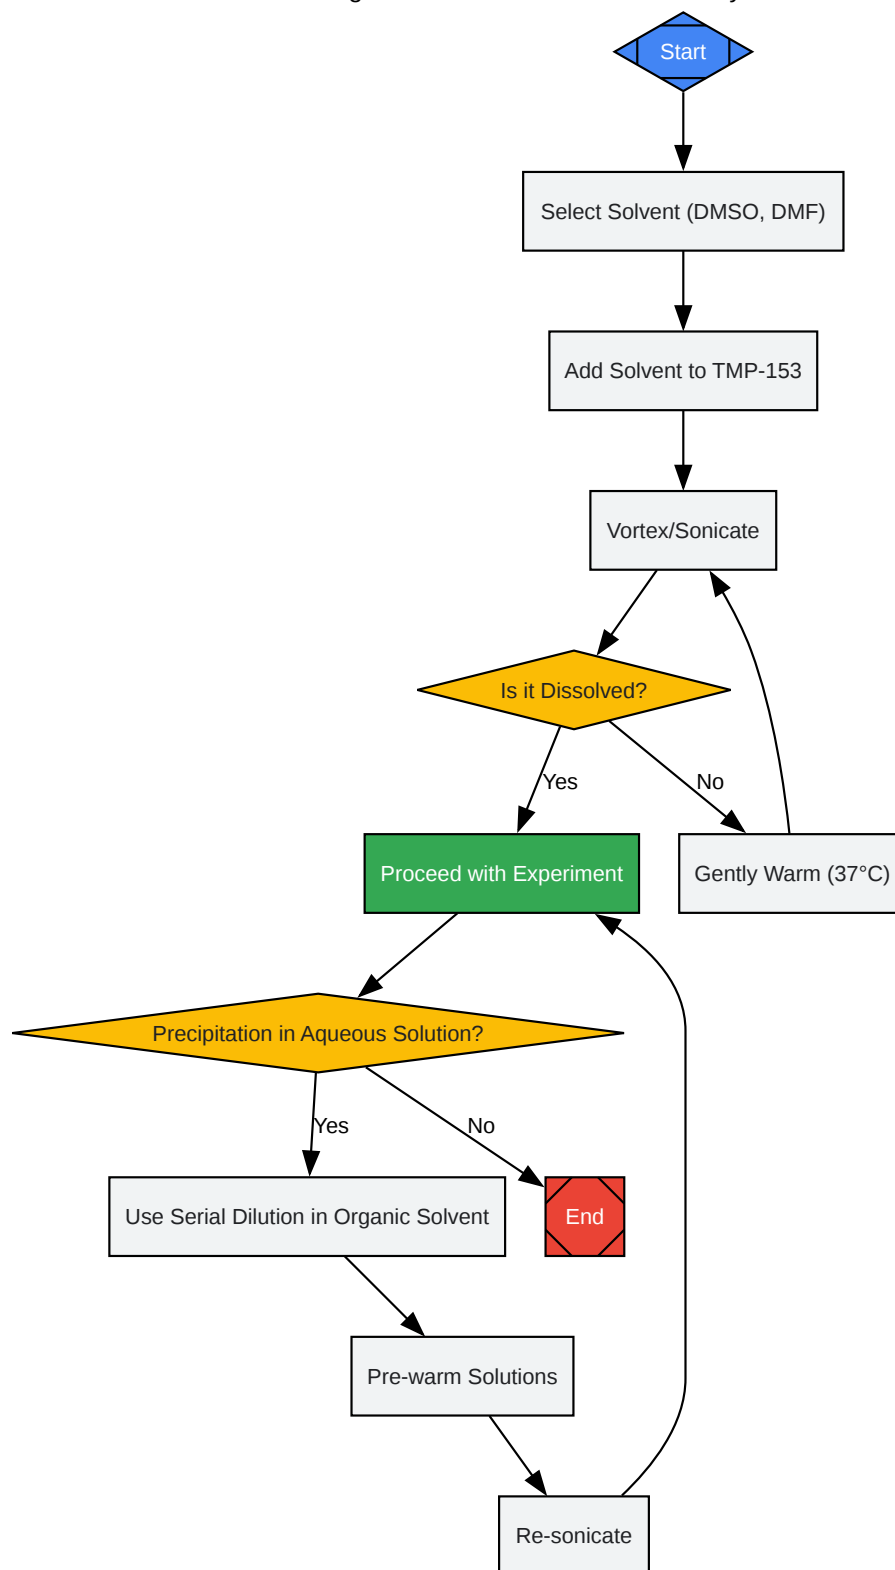 Start
Select Solvent (DMSO, DMF)
Add Solvent to TMP-153
Vortex/Sonicate
Is it Dissolved?
Yes
No
Proceed with Experiment
Gently Warm (37°C)
Precipitation in Aqueous Solution?
Yes
No
Use Serial Dilution in Organic Solvent
End
Pre-warm Solutions
Re-sonicate